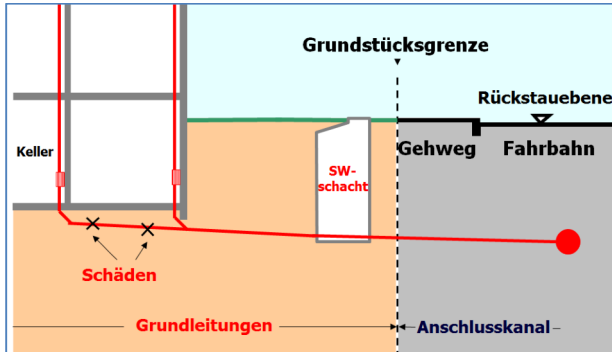 Grundstücksgrenze
Rückstauebene
Keller
Gehweg
Fahrbahn
SW-
schacht
Schäden
Grundleitungen
Anschlusskanal